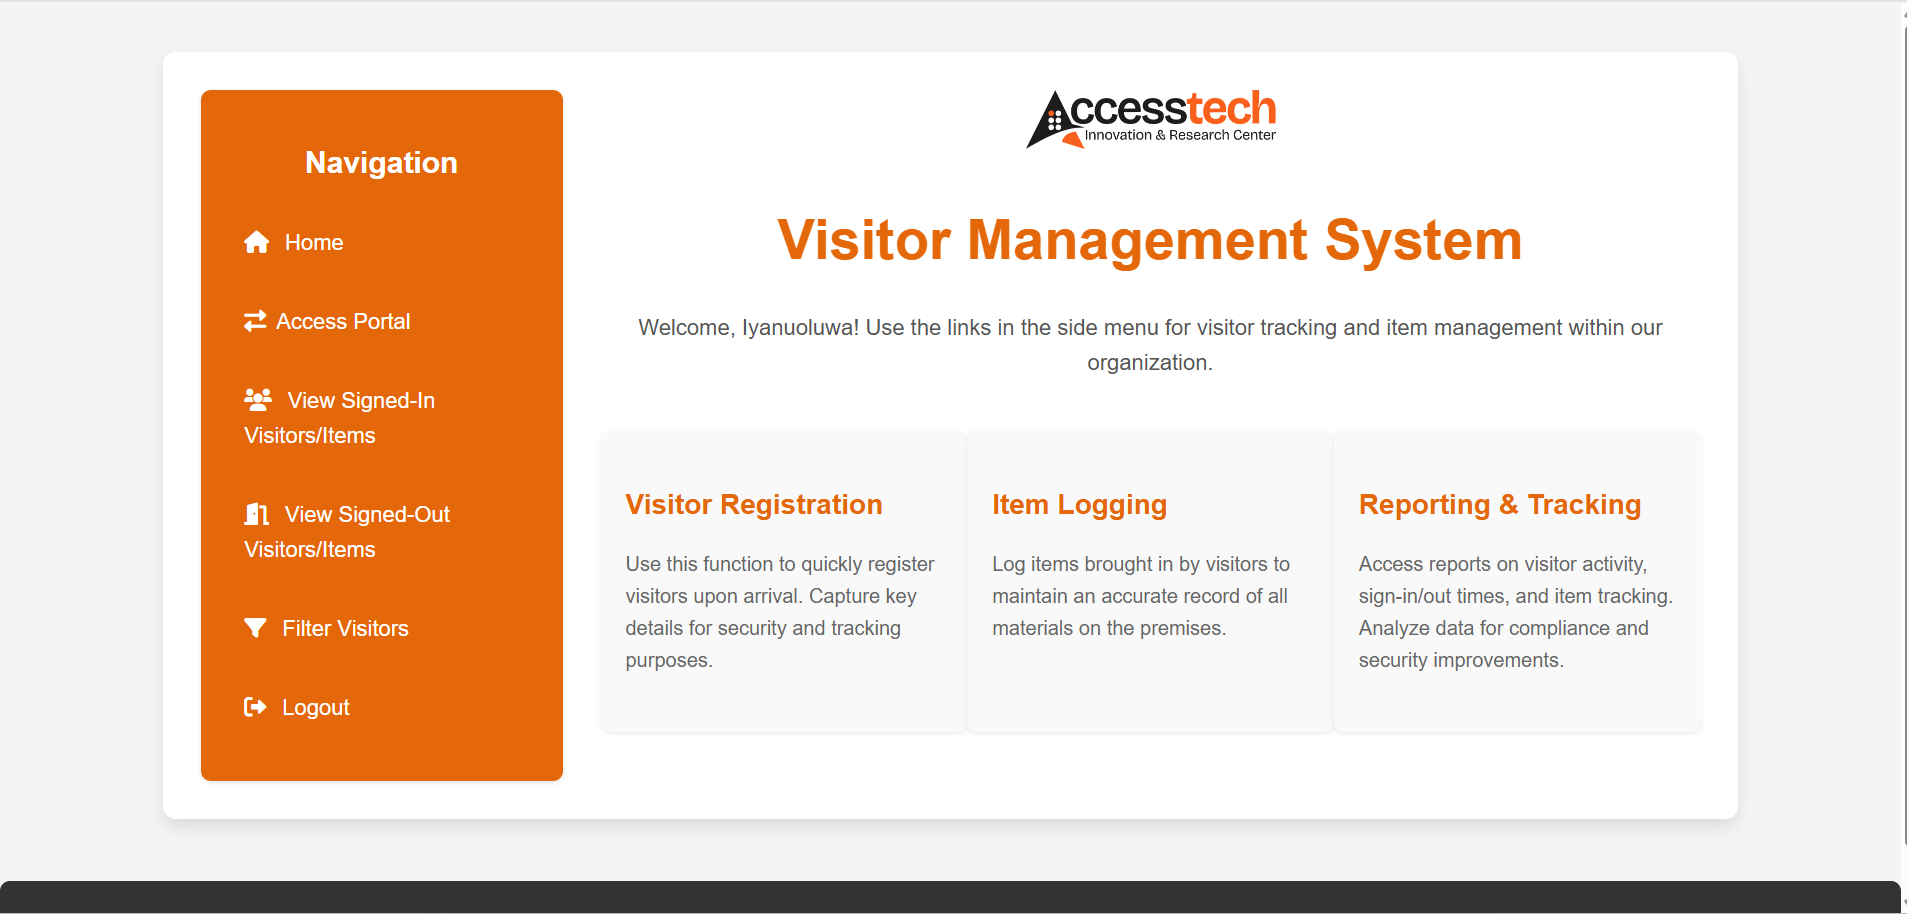 Navigation
Home
Access Portal
View Signed-In
Visitors/Items
View Signed-Out
Visitors/Items
Filter Visitors
Logout
Accesstech
Innovation & Research Center
Visitor Management System
Welcome, Iyanuoluwa! Use the links in the side menu for visitor tracking and item management within our
organization.
Visitor Registration
Use this function to quickly register
visitors upon arrival. Capture key
details for security and tracking
purposes.
Item Logging
Log items brought in by visitors to
maintain an accurate record of all
materials on the premises.
Reporting & Tracking
Access reports on visitor activity,
sign-in/out times, and item tracking.
Analyze data for compliance and
security improvements.